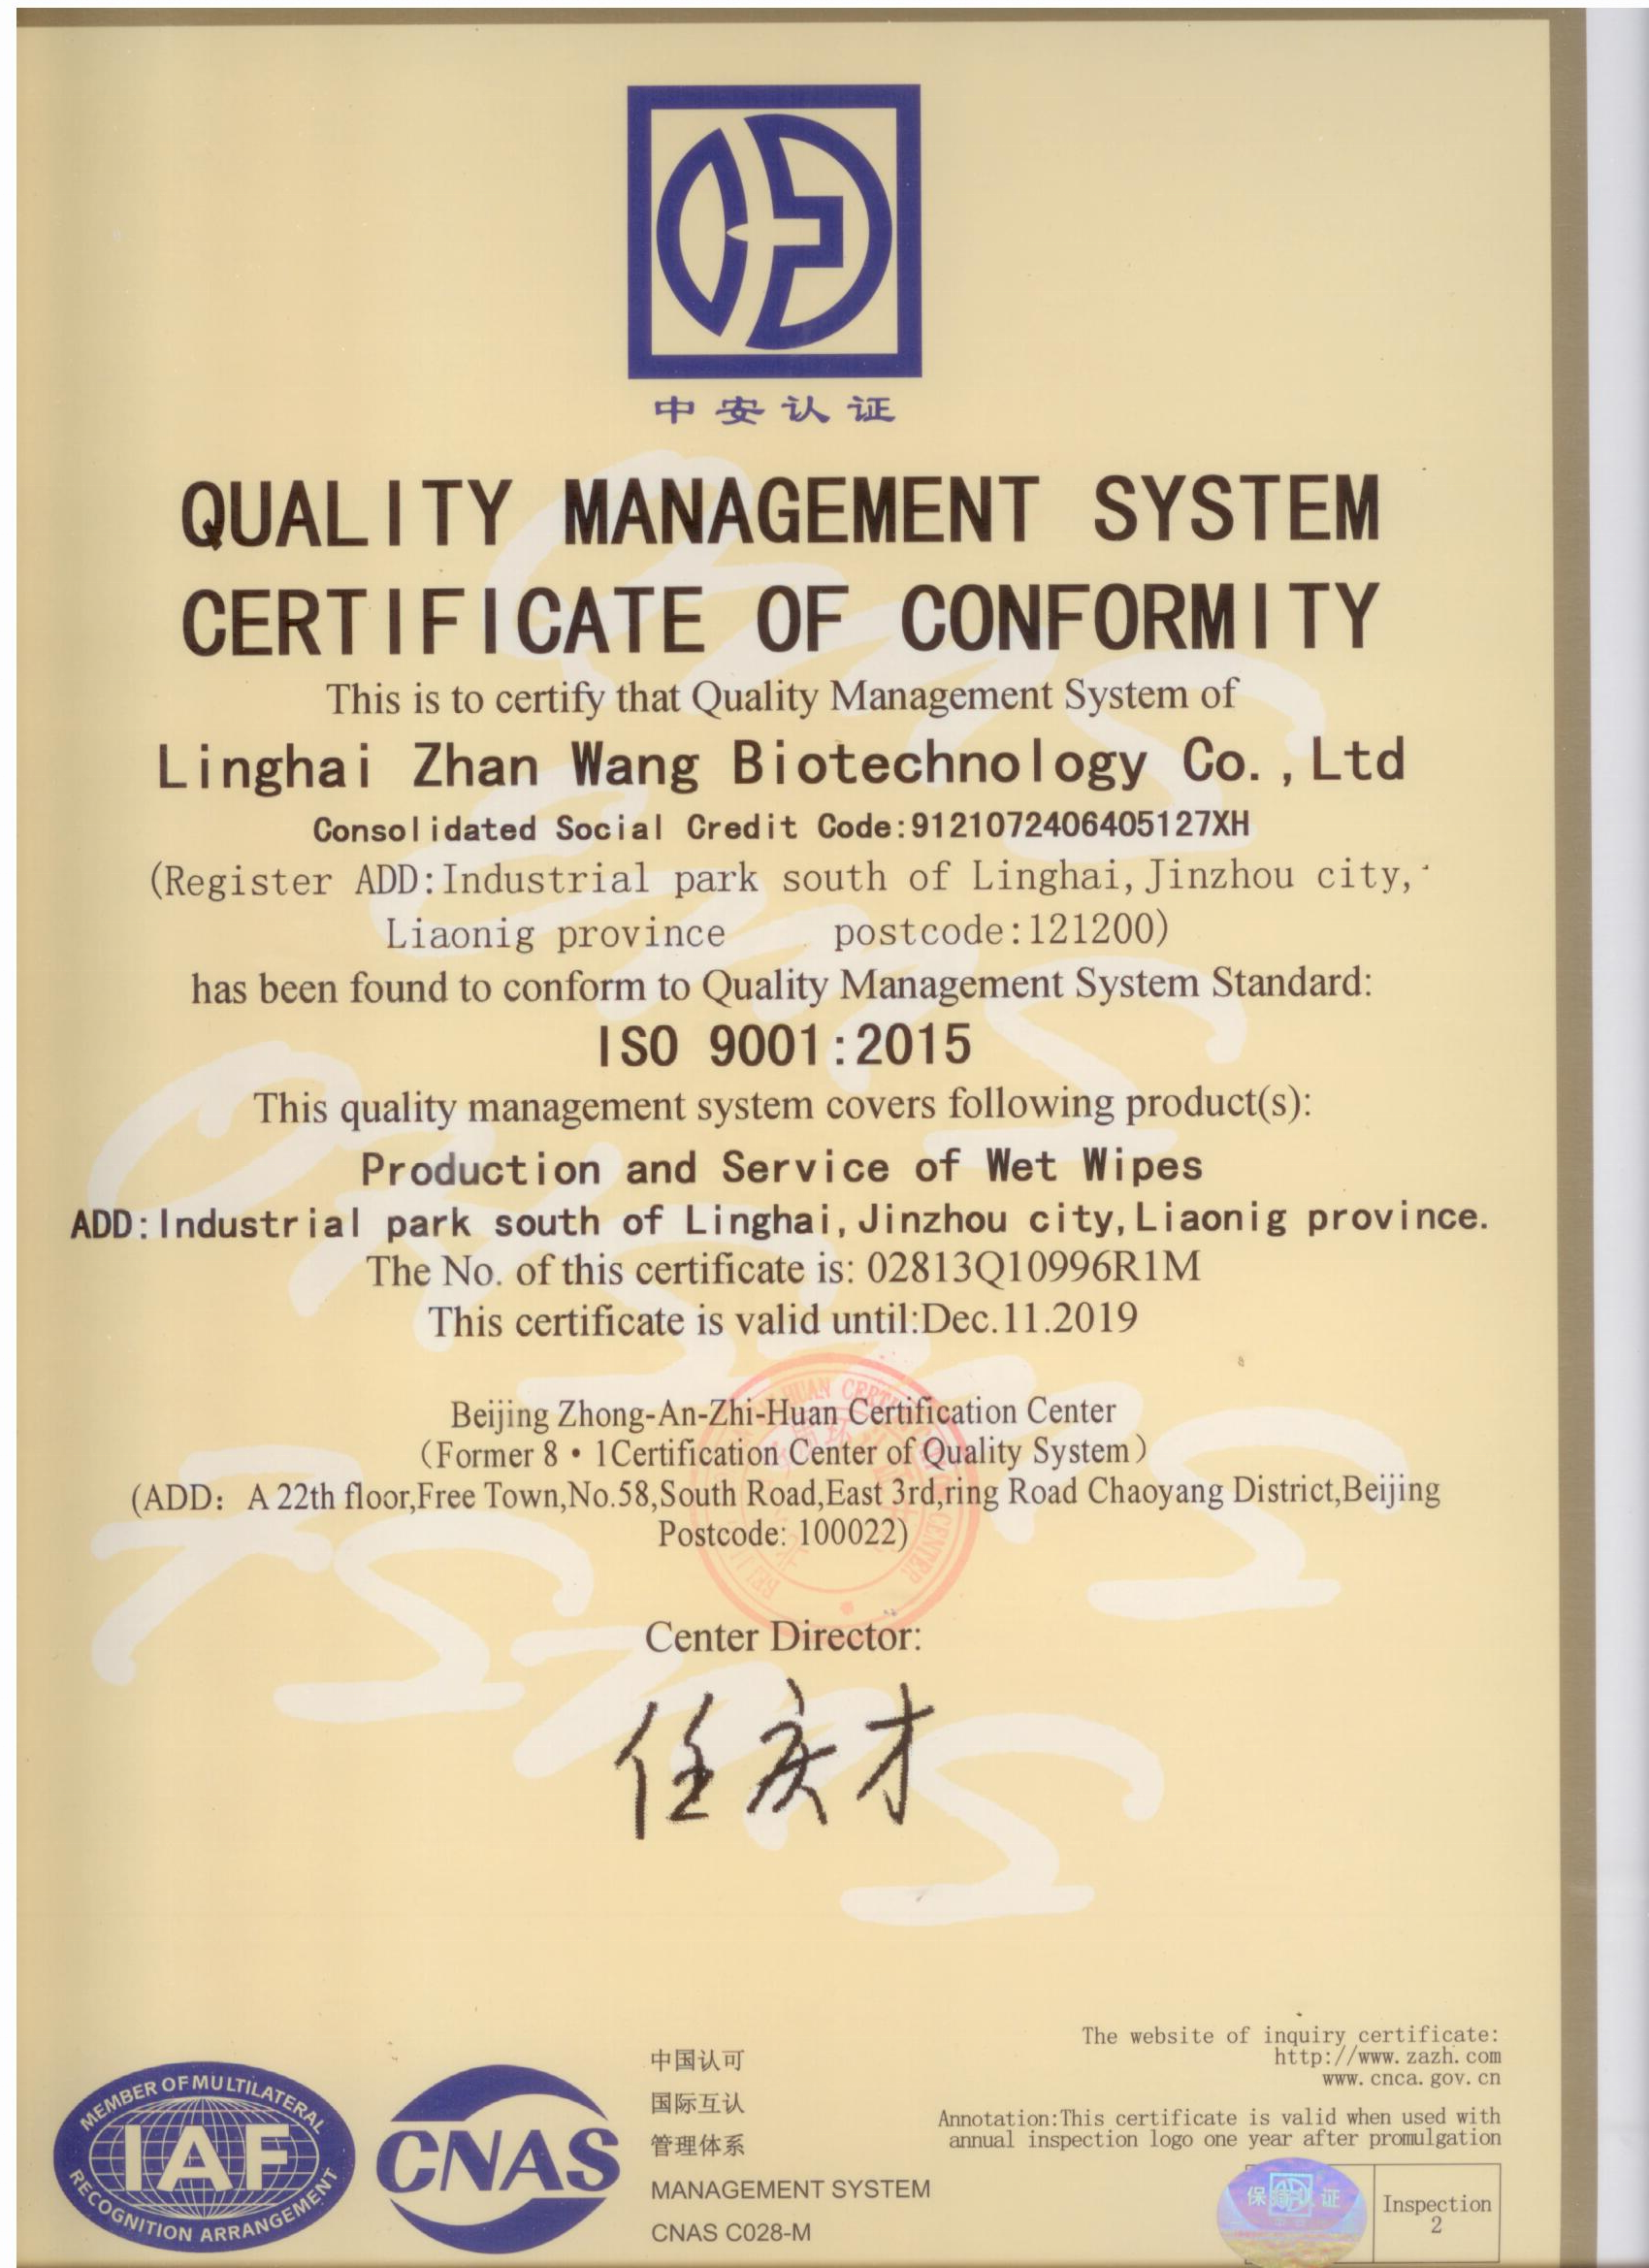 中安认证
QUALITY MANAGEMENT SYSTEM
CERTIFICATE OF CONFORMITY
This is to certify that Quality Management System of
Linghai Zhan Wang Biotechnology Co.,Ltd
Consolidated Social Credit Code:9121072406405127XH
(Register ADD:Industrial park south of Linghai,Jinzhou city,
Liaonig province postcode:121200)
has been found to conform to Quality Management System Standard:
ISO 9001:2015
This quality management system covers following product(s):
Production and Service of Wet Wipes
ADD:Industrial park south of Linghai,Jinzhou city,Liaonig province.
The No. of this certificate is: 02813Q10996R1M
This certificate is valid until:Dec.11.2019
Beijing Zhong-An-Zhi-Huan Certification Center
(Former 8·1Certification Center of Quality System)
(ADD: A 22th floor,Free Town,No.58,South Road,East 3rd,ring Road Chaoyang District,Beijing
Postcode: 100022)
Center Director:
任庆才
The website of inquiry certificate:
http://www.zazh.com
www.cnca.gov.cn
Annotation:This certificate is valid when used with
annual inspection logo one year after promulgation
MEMBER OF MULTILATERAL
IAF
RECOGNITION ARRANGEMENT
CNAS
中国认可
国际互认
管理体系
MANAGEMENT SYSTEM
CNAS C028-M
保持认证
Inspection
2